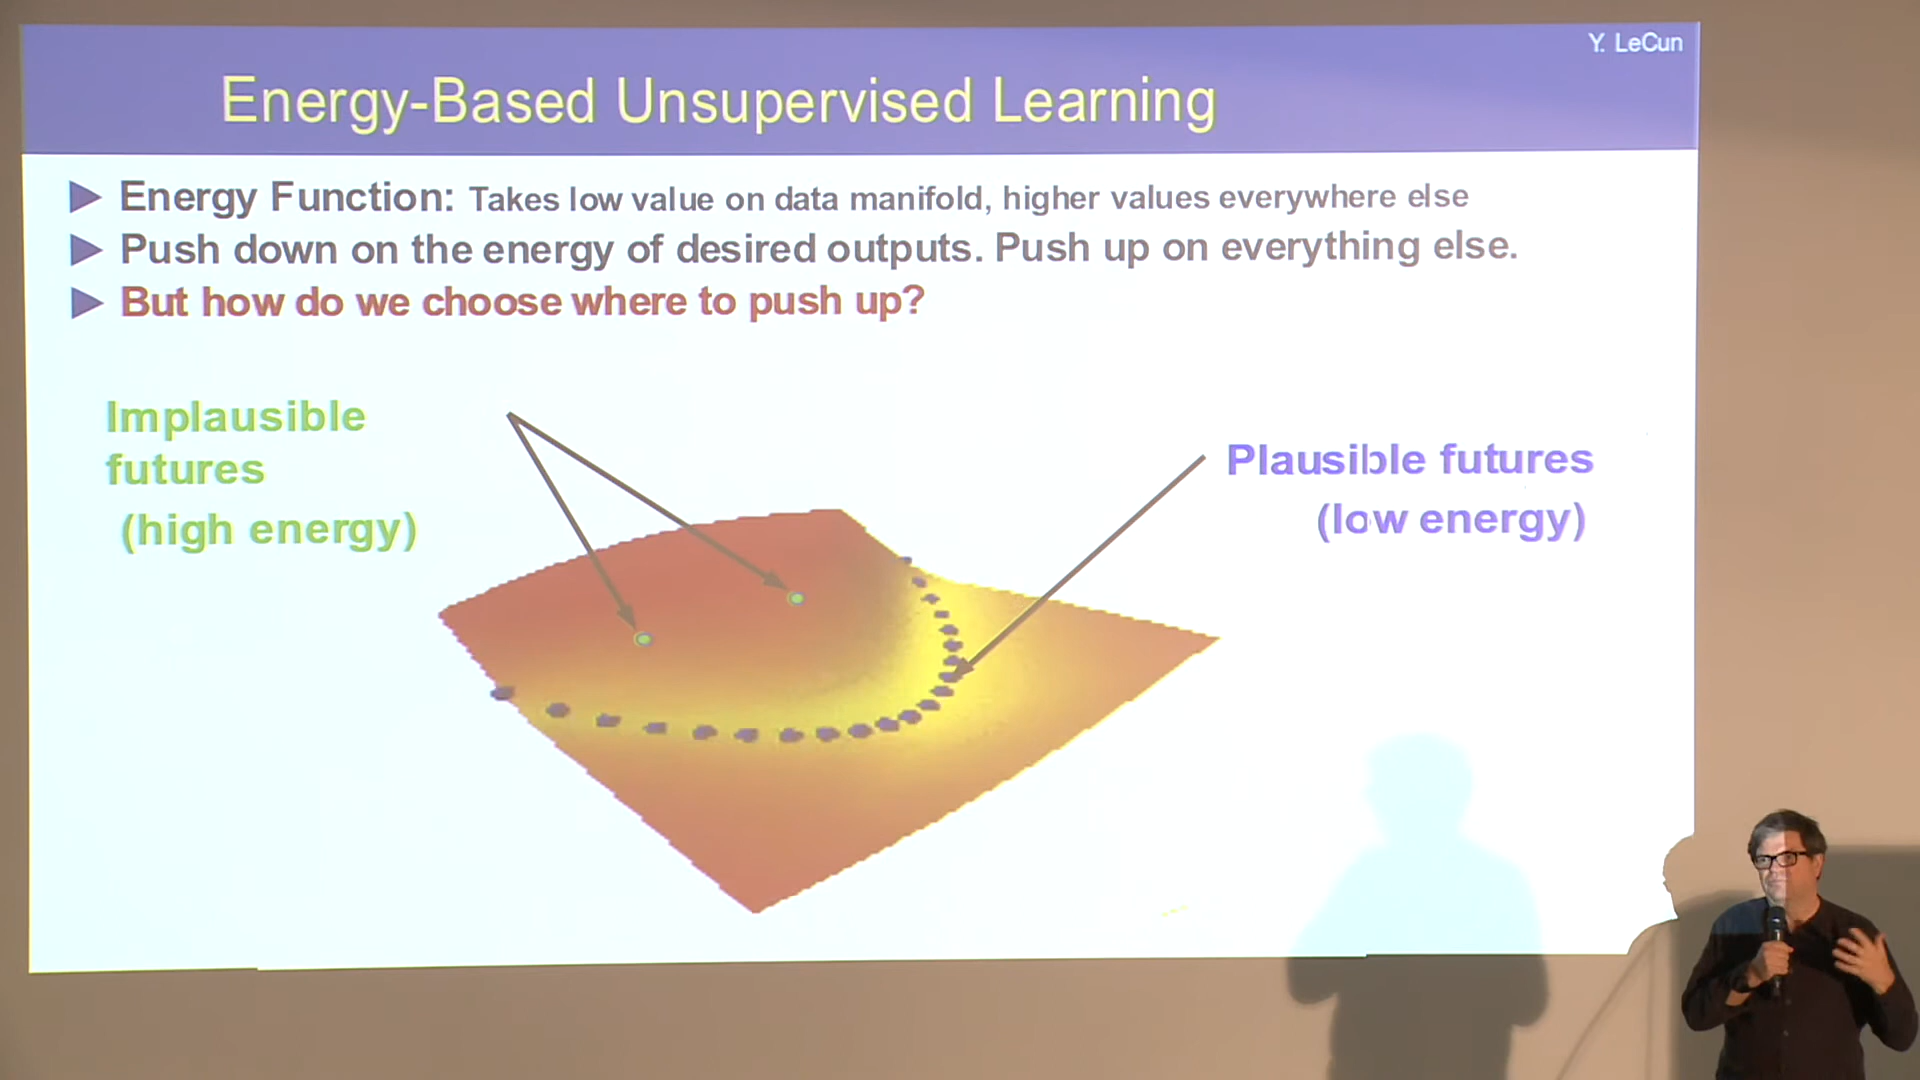 Y. LeCun
Energy-Based Unsupervised Learning
Energy Function: Takes low value on data manifold, higher values everywhere else
Push down on the energy of desired outputs. Push up on everything else.
But how do we choose where to push up?
Implausible
futures
(high energy)
Plausible futures
(low energy)